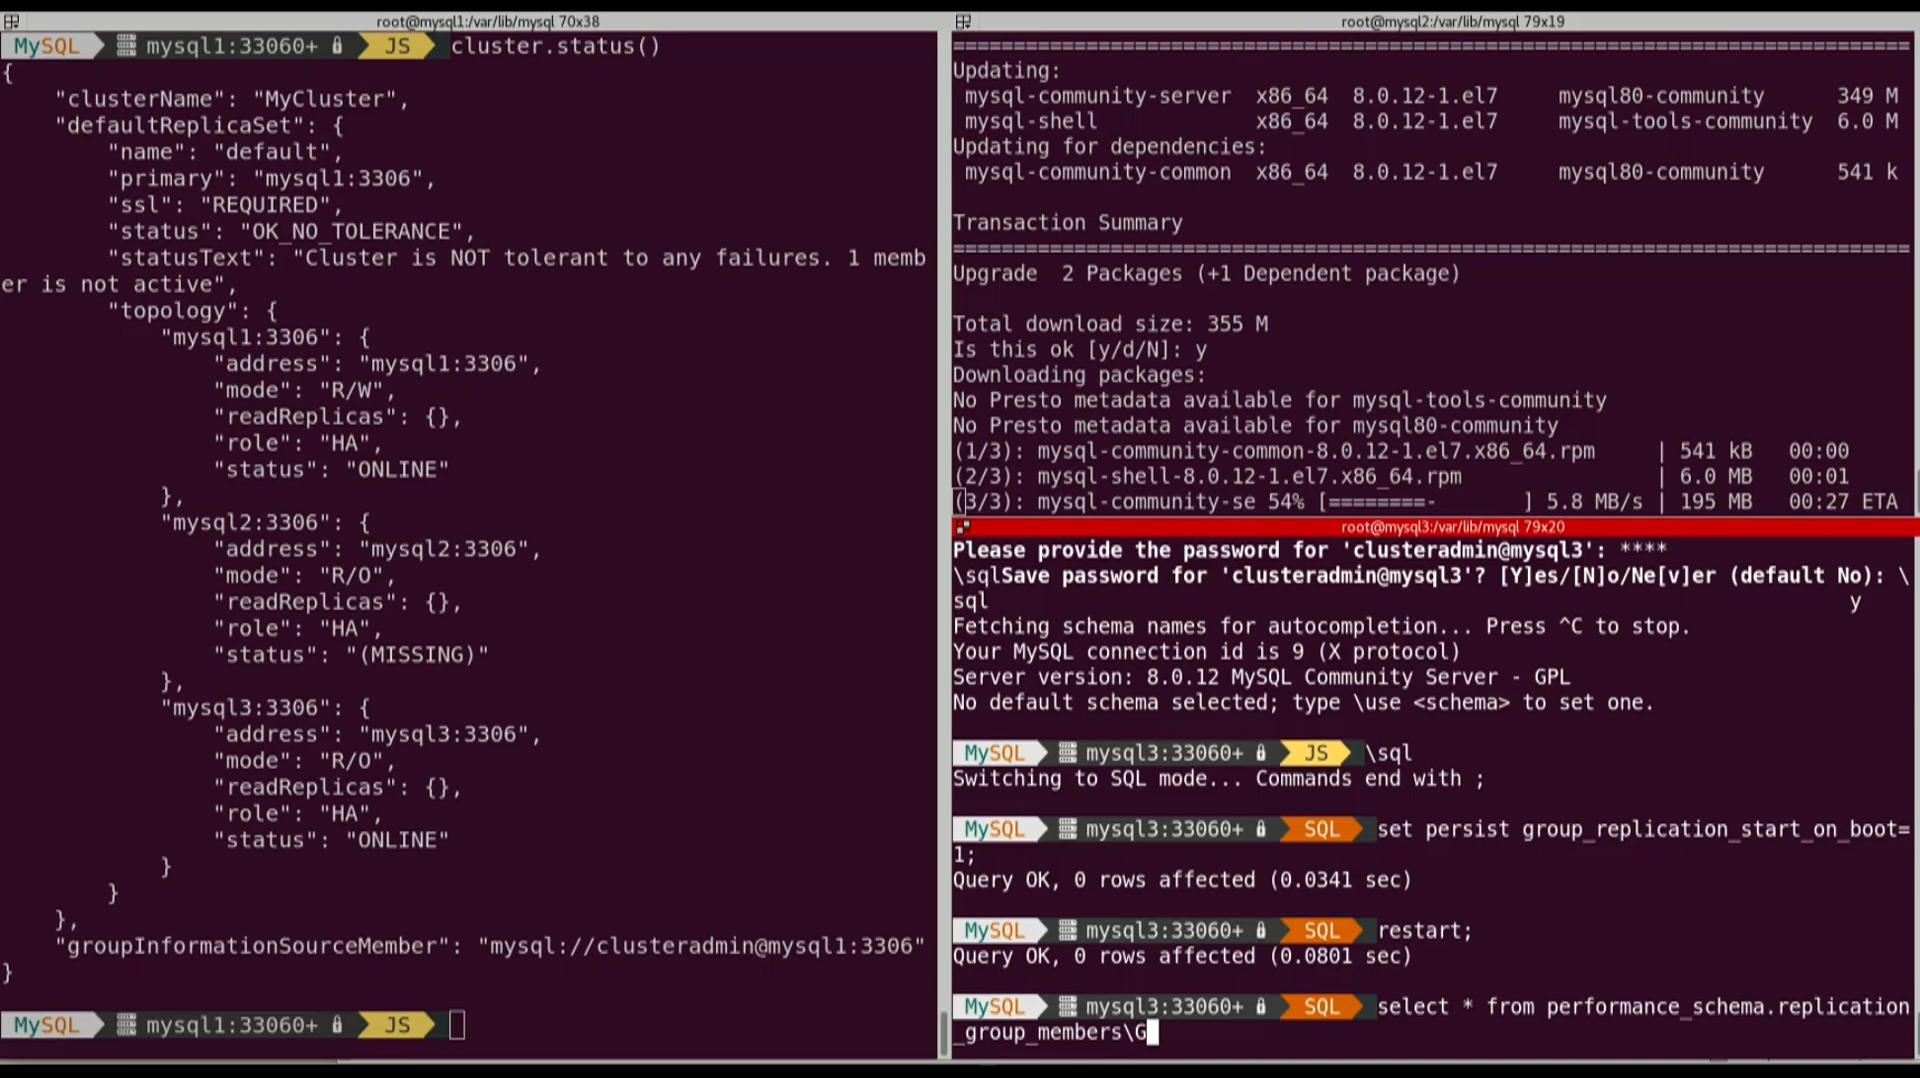 root@mysql1:/var/lib/mysql 70x38
MySQL mysql1:33060+ JS cluster.status()
{
    "clusterName": "MyCluster",
    "defaultReplicaSet": {
        "name": "default",
        "primary": "mysql1:3306",
        "ssl": "REQUIRED",
        "status": "OK_NO_TOLERANCE",
        "statusText": "Cluster is NOT tolerant to any failures. 1 memb
er is not active",
        "topology": {
            "mysql1:3306": {
                "address": "mysql1:3306",
                "mode": "R/W",
                "readReplicas": {},
                "role": "HA",
                "status": "ONLINE"
            },
            "mysql2:3306": {
                "address": "mysql2:3306",
                "mode": "R/O",
                "readReplicas": {},
                "role": "HA",
                "status": "(MISSING)"
            },
            "mysql3:3306": {
                "address": "mysql3:3306",
                "mode": "R/O",
                "readReplicas": {},
                "role": "HA",
                "status": "ONLINE"
            }
        }
    },
    "groupInformationSourceMember": "mysql://clusteradmin@mysql1:3306"
}
MySQL mysql1:33060+ JS
root@mysql2:/var/lib/mysql 79x19
===============================================================================
Updating:
 mysql-community-server  x86_64  8.0.12-1.el7     mysql80-community      349 M
 mysql-shell             x86_64  8.0.12-1.el7     mysql-tools-community  6.0 M
Updating for dependencies:
 mysql-community-common  x86_64  8.0.12-1.el7     mysql80-community      541 k
Transaction Summary
===============================================================================
Upgrade  2 Packages (+1 Dependent package)
Total download size: 355 M
Is this ok [y/d/N]: y
Downloading packages:
No Presto metadata available for mysql-tools-community
No Presto metadata available for mysql80-community
(1/3): mysql-community-common-8.0.12-1.el7.x86_64.rpm     | 541 kB   00:00
(2/3): mysql-shell-8.0.12-1.el7.x86_64.rpm                | 6.0 MB   00:01
(3/3): mysql-community-se 54% [========-       ] 5.8 MB/s | 195 MB   00:27 ETA
root@mysql3:/var/lib/mysql 79x20
Please provide the password for 'clusteradmin@mysql3': ****
\sqlSave password for 'clusteradmin@mysql3'? [Y]es/[N]o/Ne[v]er (default No): \
sql                                                                       y
Fetching schema names for autocompletion... Press ^C to stop.
Your MySQL connection id is 9 (X protocol)
Server version: 8.0.12 MySQL Community Server - GPL
No default schema selected; type \use <schema> to set one.
MySQL mysql3:33060+ JS \sql
Switching to SQL mode... Commands end with ;
MySQL mysql3:33060+ SQL set persist group_replication_start_on_boot=
1;
Query OK, 0 rows affected (0.0341 sec)
MySQL mysql3:33060+ SQL restart;
Query OK, 0 rows affected (0.0801 sec)
MySQL mysql3:33060+ SQL select * from performance_schema.replication
_group_members\G